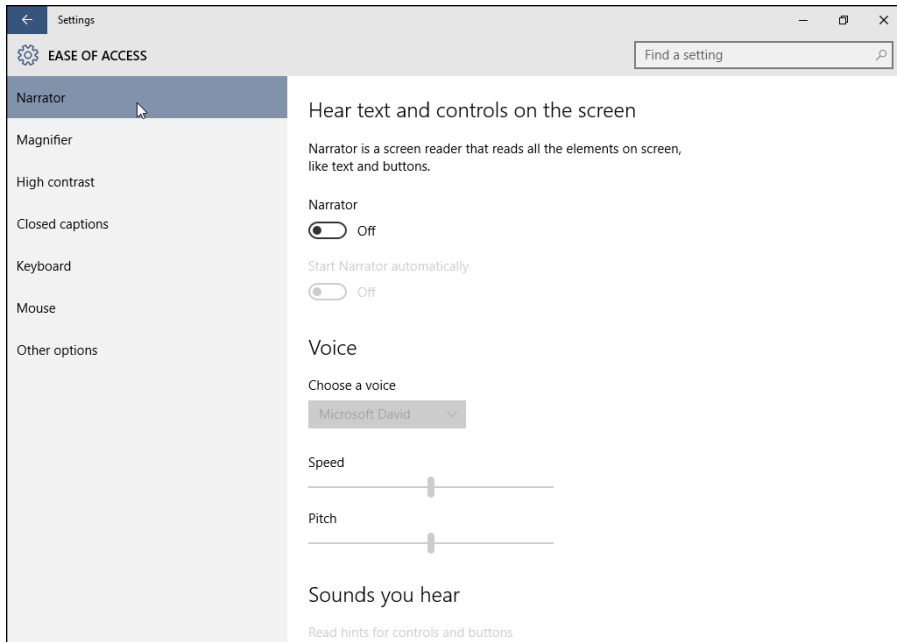 Settings
EASE OF ACCESS
Find a setting
Narrator
Magnifier
High contrast
Closed captions
Keyboard
Mouse
Other options
Hear text and controls on the screen
Narrator is a screen reader that reads all the elements on screen,
like text and buttons.
Narrator
Off
Start Narrator automatically
Off
Voice
Choose a voice
Microsoft David
Speed
Pitch
Sounds you hear
Read hints for controls and buttons